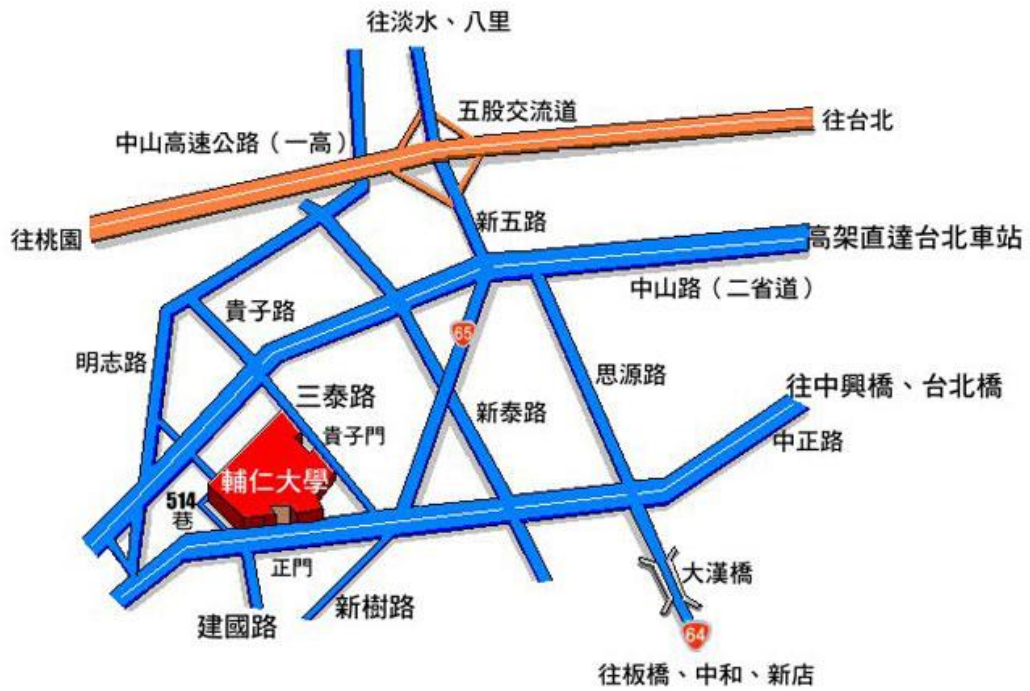 往淡水、八里
五股交流道
往台北
中山高速公路（一高）
往桃園
新五路
高架直達台北車站
中山路（二省道）
貴子路
65
明志路
思源路
三泰路
往中興橋、台北橋
新泰路
中正路
貴子門
輔仁大學
514
巷
正門
大漢橋
新樹路
建國路
64
往板橋、中和、新店